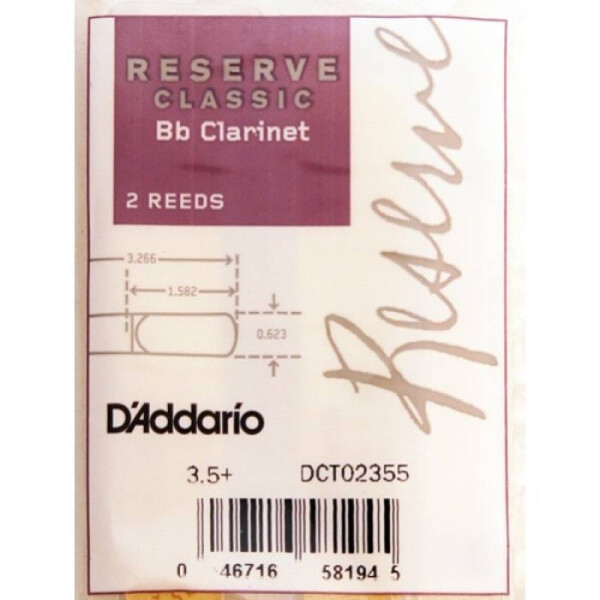 RESERVE
CLASSIC
Bb Clarinet
2 REEDS
Reserve
3.266
1.582
0.623
D'Addario
3.5+ DCT02355
0 46716 58194 5